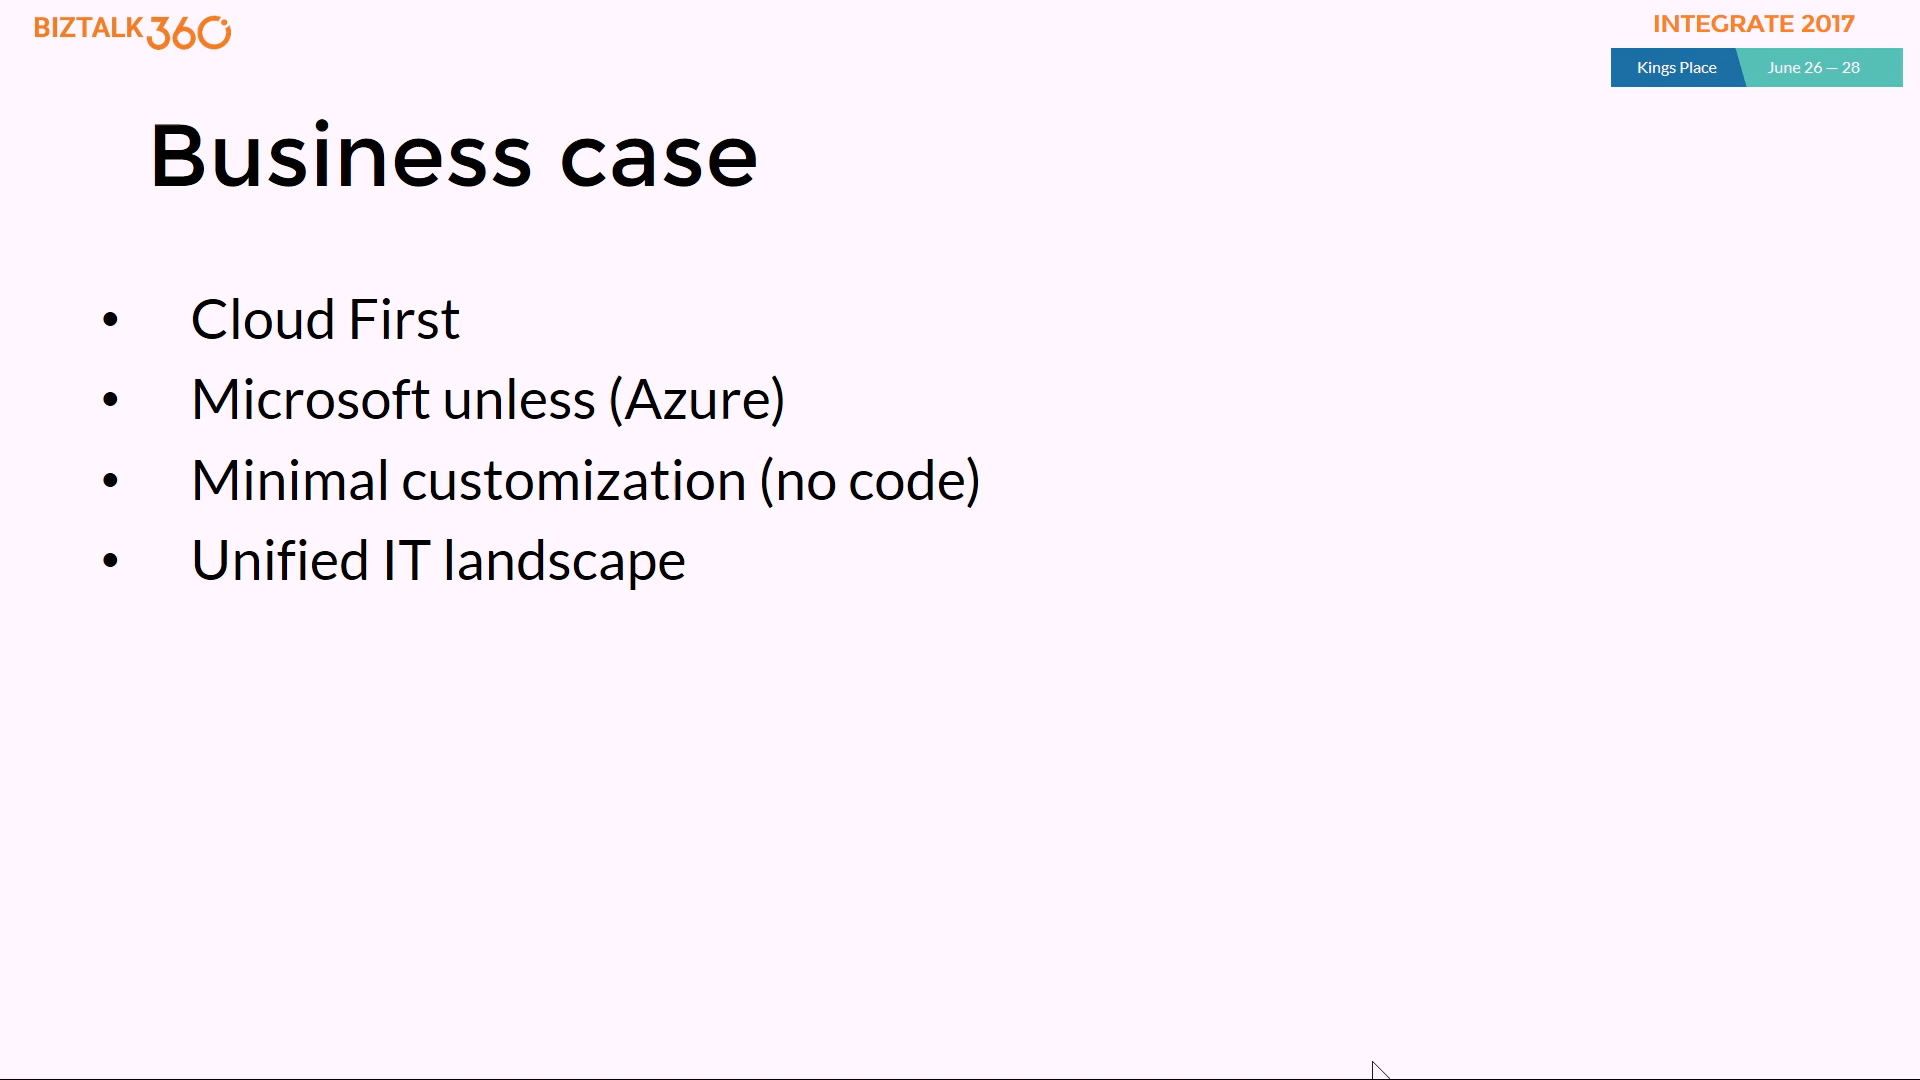 BIZTALK360
INTEGRATE 2017
Kings Place
June 26 — 28
Business case
• Cloud First
• Microsoft unless (Azure)
• Minimal customization (no code)
• Unified IT landscape